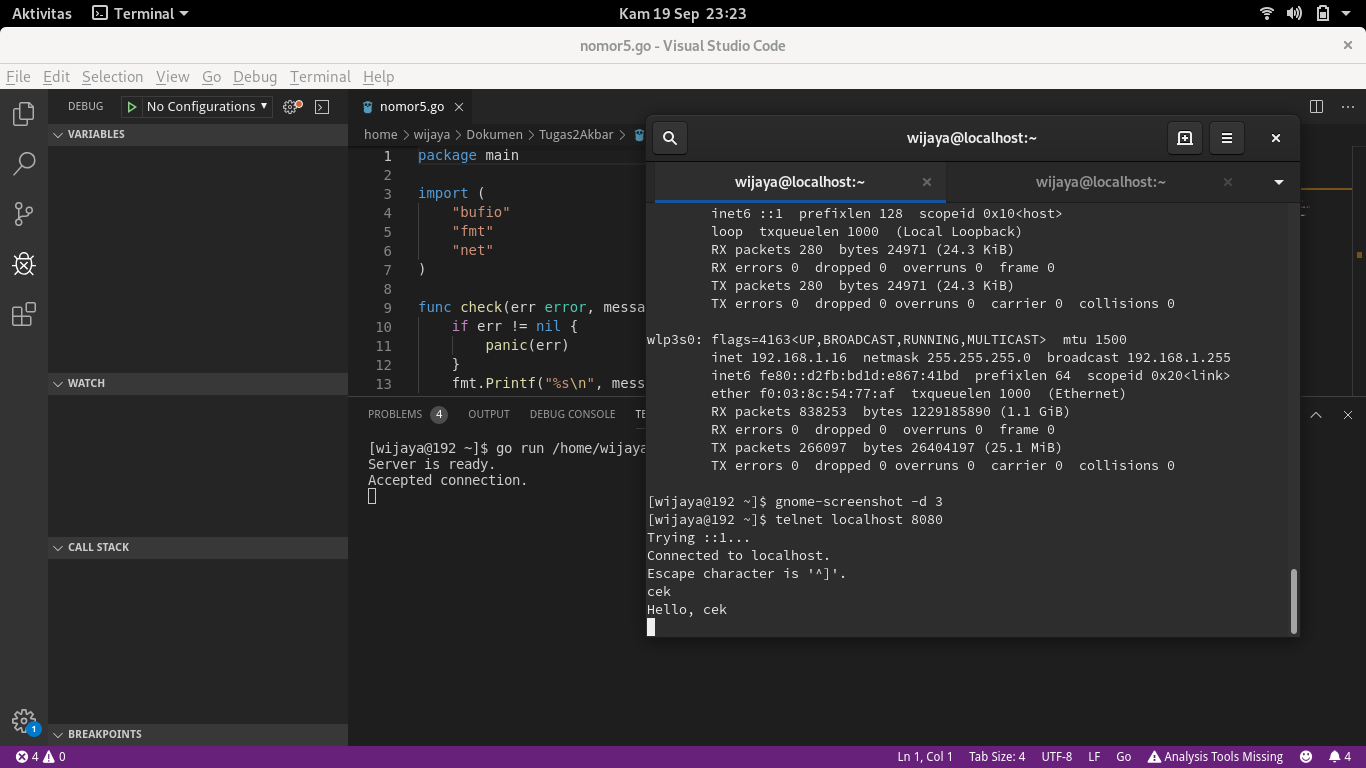 Aktivitas Terminal Kam 19 Sep 23:23
nomor5.go - Visual Studio Code
File Edit Selection View Go Debug Terminal Help
DEBUG No Configurations
VARIABLES
WATCH
CALL STACK
BREAKPOINTS
nomor5.go
home > wijaya > Dokumen > Tugas2Akbar >
1 package main
2
3 import (
4 "bufio"
5 "fmt"
6 "net"
7 )
8
9 func check(err error, messa
10 if err != nil {
11 panic(err)
12 }
13 fmt.Printf("%s\n", mess
PROBLEMS 4 OUTPUT DEBUG CONSOLE TE
[wijaya@192 ~]$ go run /home/wijaya
Server is ready.
Accepted connection.
wijaya@localhost:~
wijaya@localhost:~ wijaya@localhost:~
inet6 ::1 prefixlen 128 scopeid 0x10<host>
loop txqueuelen 1000 (Local Loopback)
RX packets 280 bytes 24971 (24.3 KiB)
RX errors 0 dropped 0 overruns 0 frame 0
TX packets 280 bytes 24971 (24.3 KiB)
TX errors 0 dropped 0 overruns 0 carrier 0 collisions 0
wlp3s0: flags=4163<UP,BROADCAST,RUNNING,MULTICAST> mtu 1500
inet 192.168.1.16 netmask 255.255.255.0 broadcast 192.168.1.255
inet6 fe80::d2fb:bd1d:e867:41bd prefixlen 64 scopeid 0x20<link>
ether f0:03:8c:54:77:af txqueuelen 1000 (Ethernet)
RX packets 838253 bytes 1229185890 (1.1 GiB)
RX errors 0 dropped 0 overruns 0 frame 0
TX packets 266097 bytes 26404197 (25.1 MiB)
TX errors 0 dropped 0 overruns 0 carrier 0 collisions 0
[wijaya@192 ~]$ gnome-screenshot -d 3
[wijaya@192 ~]$ telnet localhost 8080
Trying ::1...
Connected to localhost.
Escape character is '^]'.
cek
Hello, cek
1
4 0 Ln 1, Col 1 Tab Size: 4 UTF-8 LF Go Analysis Tools Missing 4